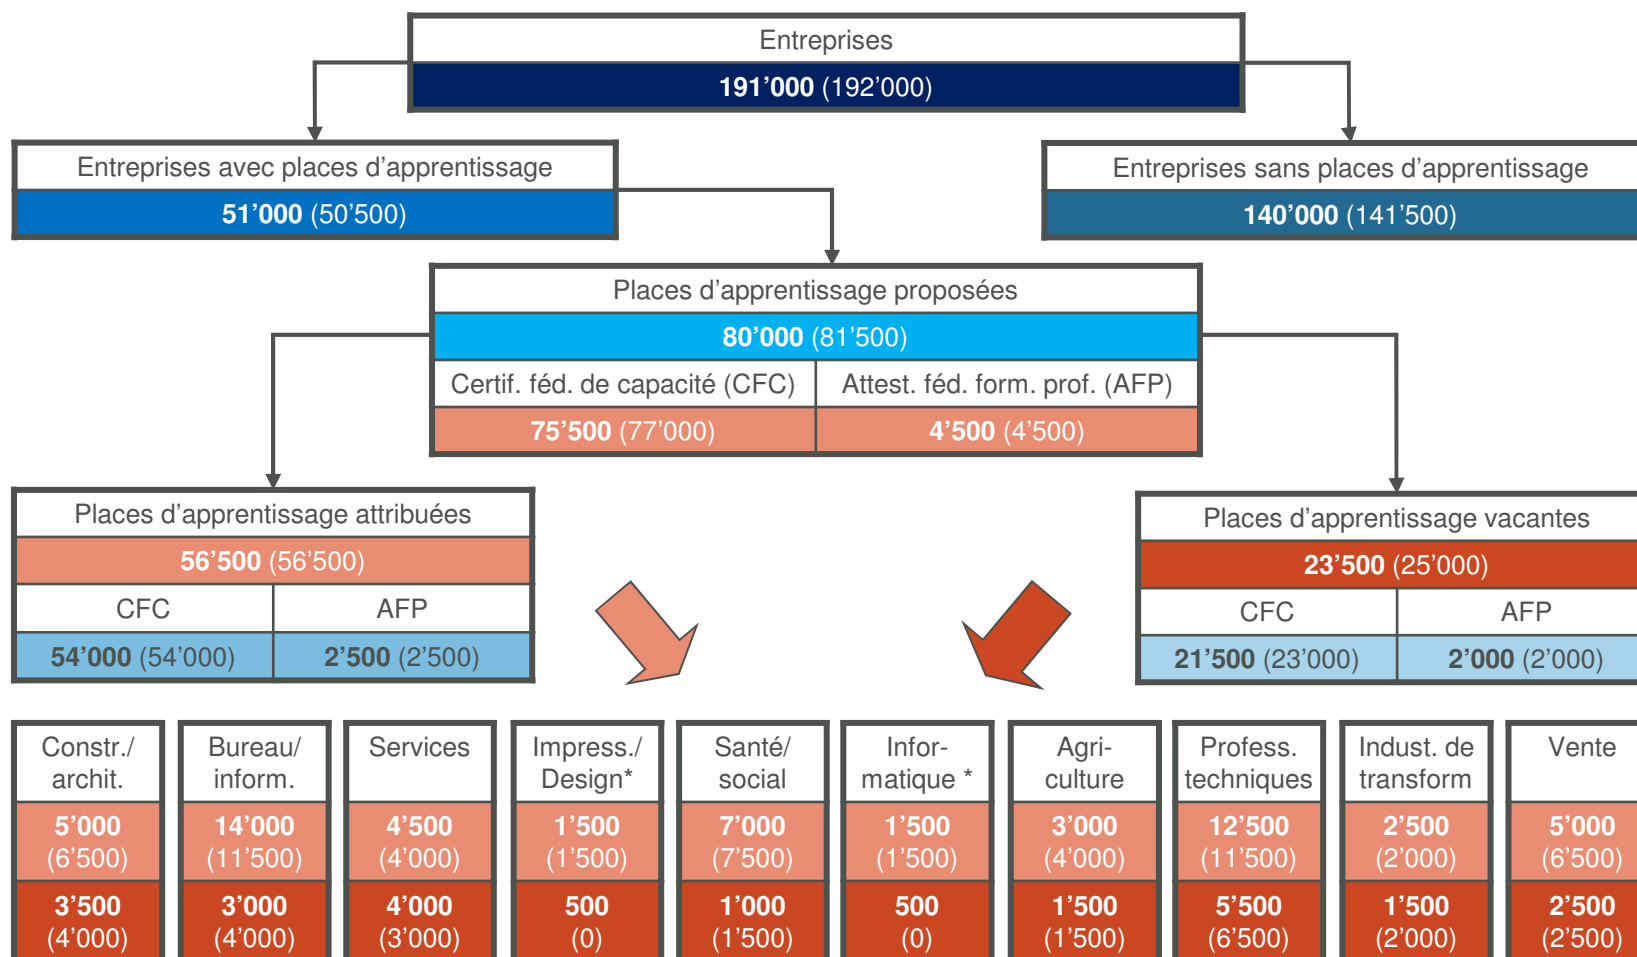 Entreprises
191’000 (192’000)
Entreprises avec places d’apprentissage
51’000 (50’500)
Entreprises sans places d’apprentissage
140’000 (141’500)
Places d’apprentissage proposées
80’000 (81’500)
Certif. féd. de capacité (CFC)
Attest. féd. form. prof. (AFP)
75’500 (77’000)
4’500 (4’500)
Places d’apprentissage attribuées
56’500 (56’500)
CFC
AFP
54’000 (54’000)
2’500 (2’500)
Places d’apprentissage vacantes
23’500 (25’000)
CFC
AFP
21’500 (23’000)
2’000 (2’000)
Constr./
archit.
5’000
(6’500)
3’500
(4’000)
Bureau/
inform.
14’000
(11’500)
3’000
(4’000)
Services
4’500
(4’000)
4’000
(3’000)
Impress./
Design*
1’500
(1’500)
500
(0)
Santé/
social
7’000
(7’500)
1’000
(1’500)
Infor-
matique *
1’500
(1’500)
500
(0)
Agri-
culture
3’000
(4’000)
1’500
(1’500)
Profess.
techniques
12’500
(11’500)
5’500
(6’500)
Indust. de
transform
2’500
(2’000)
1’500
(2’000)
Vente
5’000
(6’500)
2’500
(2’500)